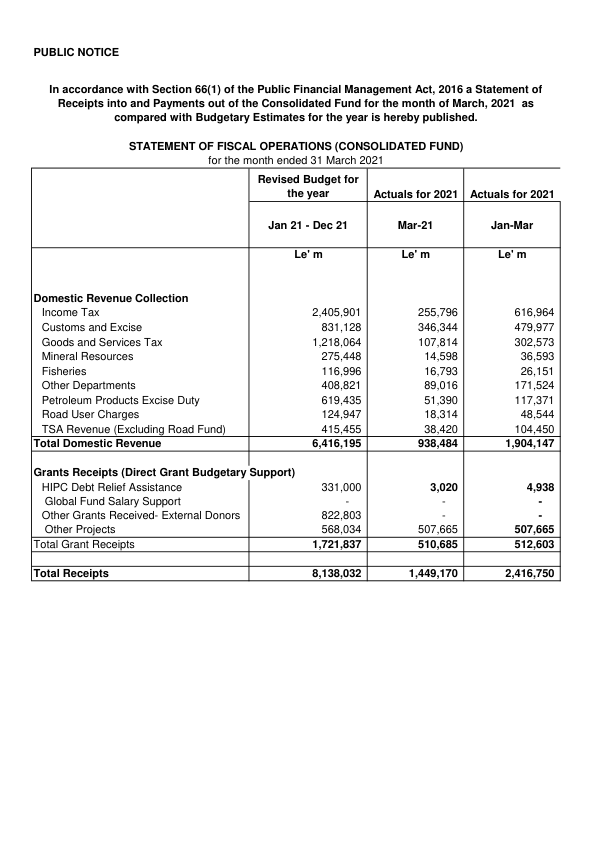 PUBLIC NOTICE
In accordance with Section 66(1) of the Public Financial Management Act, 2016 a Statement of
Receipts into and Payments out of the Consolidated Fund for the month of March, 2021 as
compared with Budgetary Estimates for the year is hereby published.
STATEMENT OF FISCAL OPERATIONS (CONSOLIDATED FUND)
for the month ended 31 March 2021
Revised Budget for the year Actuals for 2021 Actuals for 2021
Jan 21 - Dec 21 Mar-21 Jan-Mar
Le' m Le' m Le' m
Domestic Revenue Collection
Income Tax 2,405,901 255,796 616,964
Customs and Excise 831,128 346,344 479,977
Goods and Services Tax 1,218,064 107,814 302,573
Mineral Resources 275,448 14,598 36,593
Fisheries 116,996 16,793 26,151
Other Departments 408,821 89,016 171,524
Petroleum Products Excise Duty 619,435 51,390 117,371
Road User Charges 124,947 18,314 48,544
TSA Revenue (Excluding Road Fund) 415,455 38,420 104,450
Total Domestic Revenue 6,416,195 938,484 1,904,147
Grants Receipts (Direct Grant Budgetary Support)
HIPC Debt Relief Assistance 331,000 3,020 4,938
Global Fund Salary Support - - -
Other Grants Received- External Donors 822,803 - -
Other Projects 568,034 507,665 507,665
Total Grant Receipts 1,721,837 510,685 512,603
Total Receipts 8,138,032 1,449,170 2,416,750